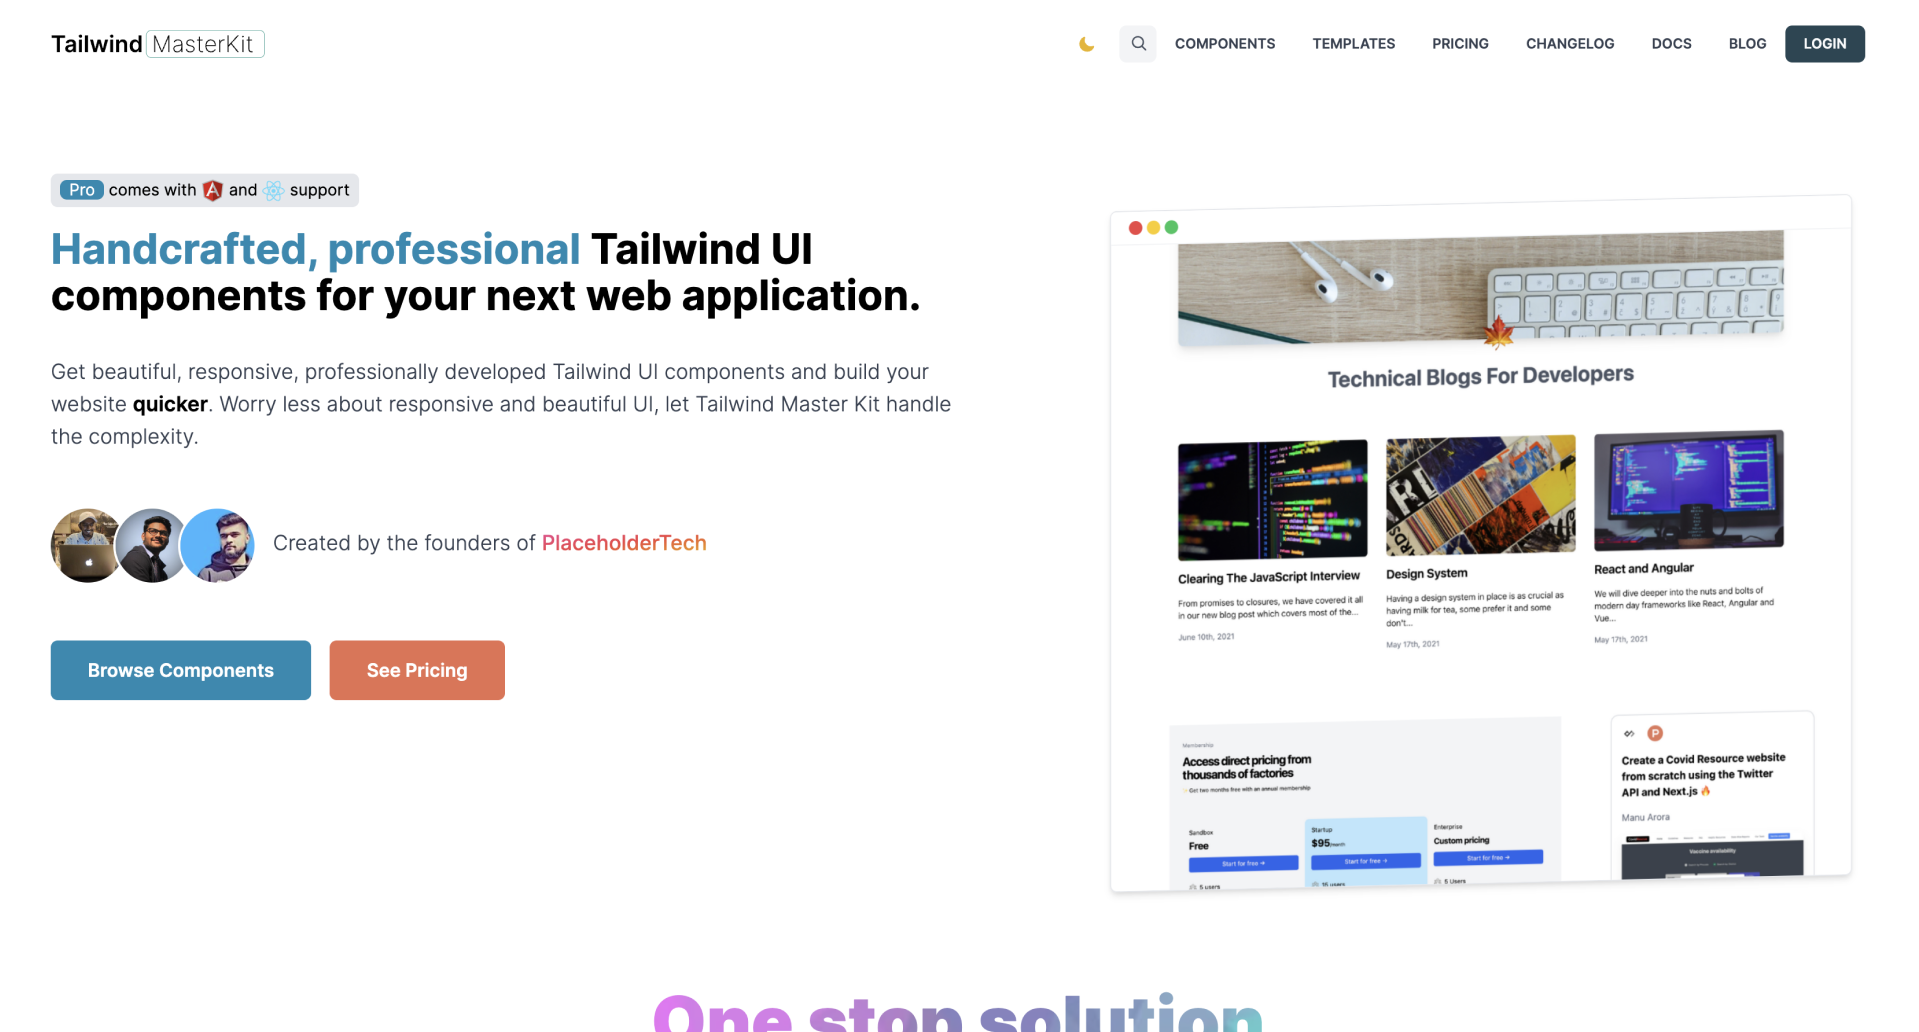 Tailwind MasterKit
COMPONENTS
TEMPLATES
PRICING
CHANGELOG
DOCS
BLOG
LOGIN
Pro comes with and support
Handcrafted, professional Tailwind UI
components for your next web application.
Get beautiful, responsive, professionally developed Tailwind UI components and build your
website quicker. Worry less about responsive and beautiful UI, let Tailwind Master Kit handle
the complexity.
Created by the founders of PlaceholderTech
Browse Components
See Pricing
Technical Blogs For Developers
Clearing The JavaScript Interview
From promises to closures, we have covered it all
in our new blog post which covers most of the...
June 10th, 2021
Design System
Having a design system in place is as crucial as
having milk for tea, some prefer it and some
don't...
May 17th, 2021
React and Angular
We will dive deeper into the nuts and bolts of
modern day frameworks like React, Angular and
Vue...
May 17th, 2021
Membership
Access direct pricing from
thousands of factories
Get two months free with an annual membership
Sandbox
Free
Start for free →
5 users
Startup
$95/month
Start for free →
15 users
Enterprise
Custom pricing
Start for free →
5 Users
P
Create a Covid Resource website
from scratch using the Twitter
API and Next.js 🔥
Manu Arora
Vaccine availability
One stop solution